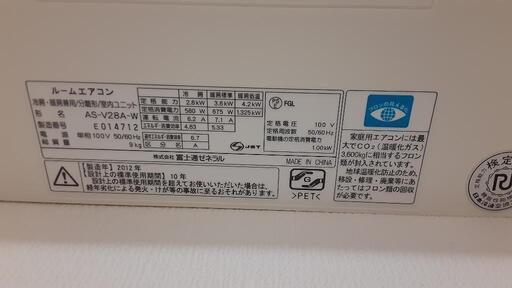 ルームエアコン
冷房・暖房兼用/分離形/室内ユニット
形名 AS-V28A-W
E014712
電源 単相100V 50/60Hz
質量 9kg
冷房 暖房標準 暖房低温
定格能力 2.8kW 3.6kW 4.2kW
定格消費電力 580W 675W 1,325kW
運転電流 6.2A 7.1A
エネルギー消費効率 4.83 5.33
6.7
株式会社 富士通ゼネラル
FGL
定格電圧 100V
定格周波数 50/60Hz
電動機の定格消費電力 1.00kW
JET
MADE IN CHINA
【製造年】2012年
【設計上の標準使用期間】10年
設計上の標準使用期間を超えてお使いいただいた場合は、
経年劣化による発火・けが等の事故に至るおそれがあります。
>PET<
フロンの見える化
家庭用エアコンには最
大でCO2(温暖化ガス)
3,600kgに相当するフロン
類が封入されています。
地球温暖化防止のため、
移設・修理・廃棄等にあ
たってはフロン類の回収
が必要です。
検定